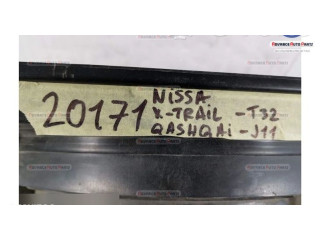 20171
NISSA
X-TRAIL -T32
QASHQAI -J11